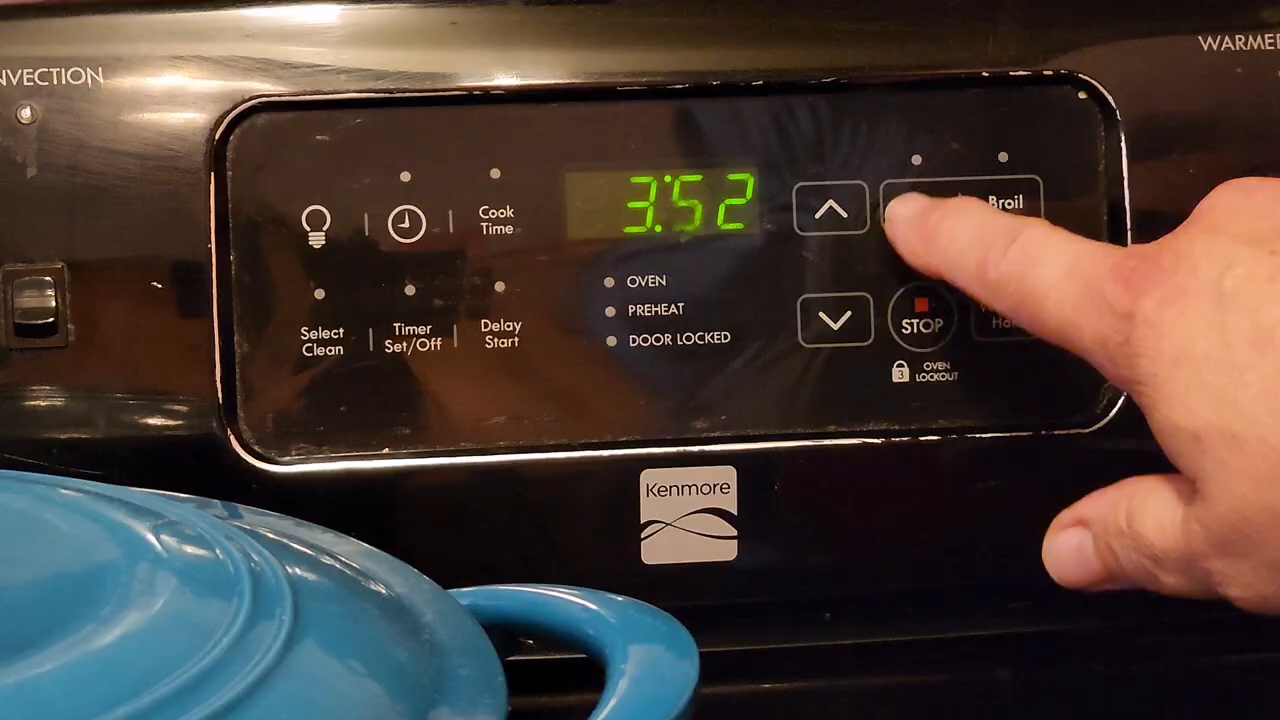 NVECTION
WARMER
3:52
Broil
Cook
Time
OVEN
PREHEAT
DOOR LOCKED
Select
Clean
Timer
Set/Off
Delay
Start
STOP
3
OVEN
LOCKOUT
Kenmore